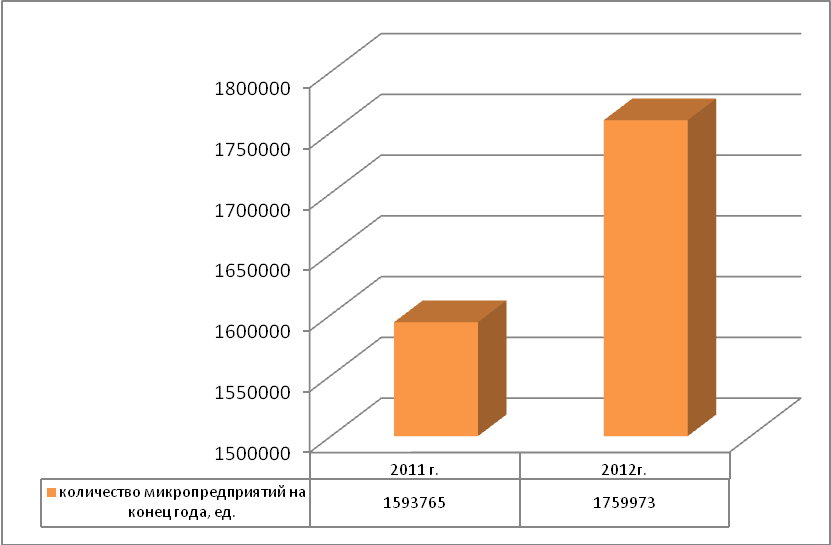 1800000
1750000
1700000
1650000
1600000
1550000
1500000
2011 г.
2012г.
количество микропредприятий на
конец года, ед.
1593765
1759973